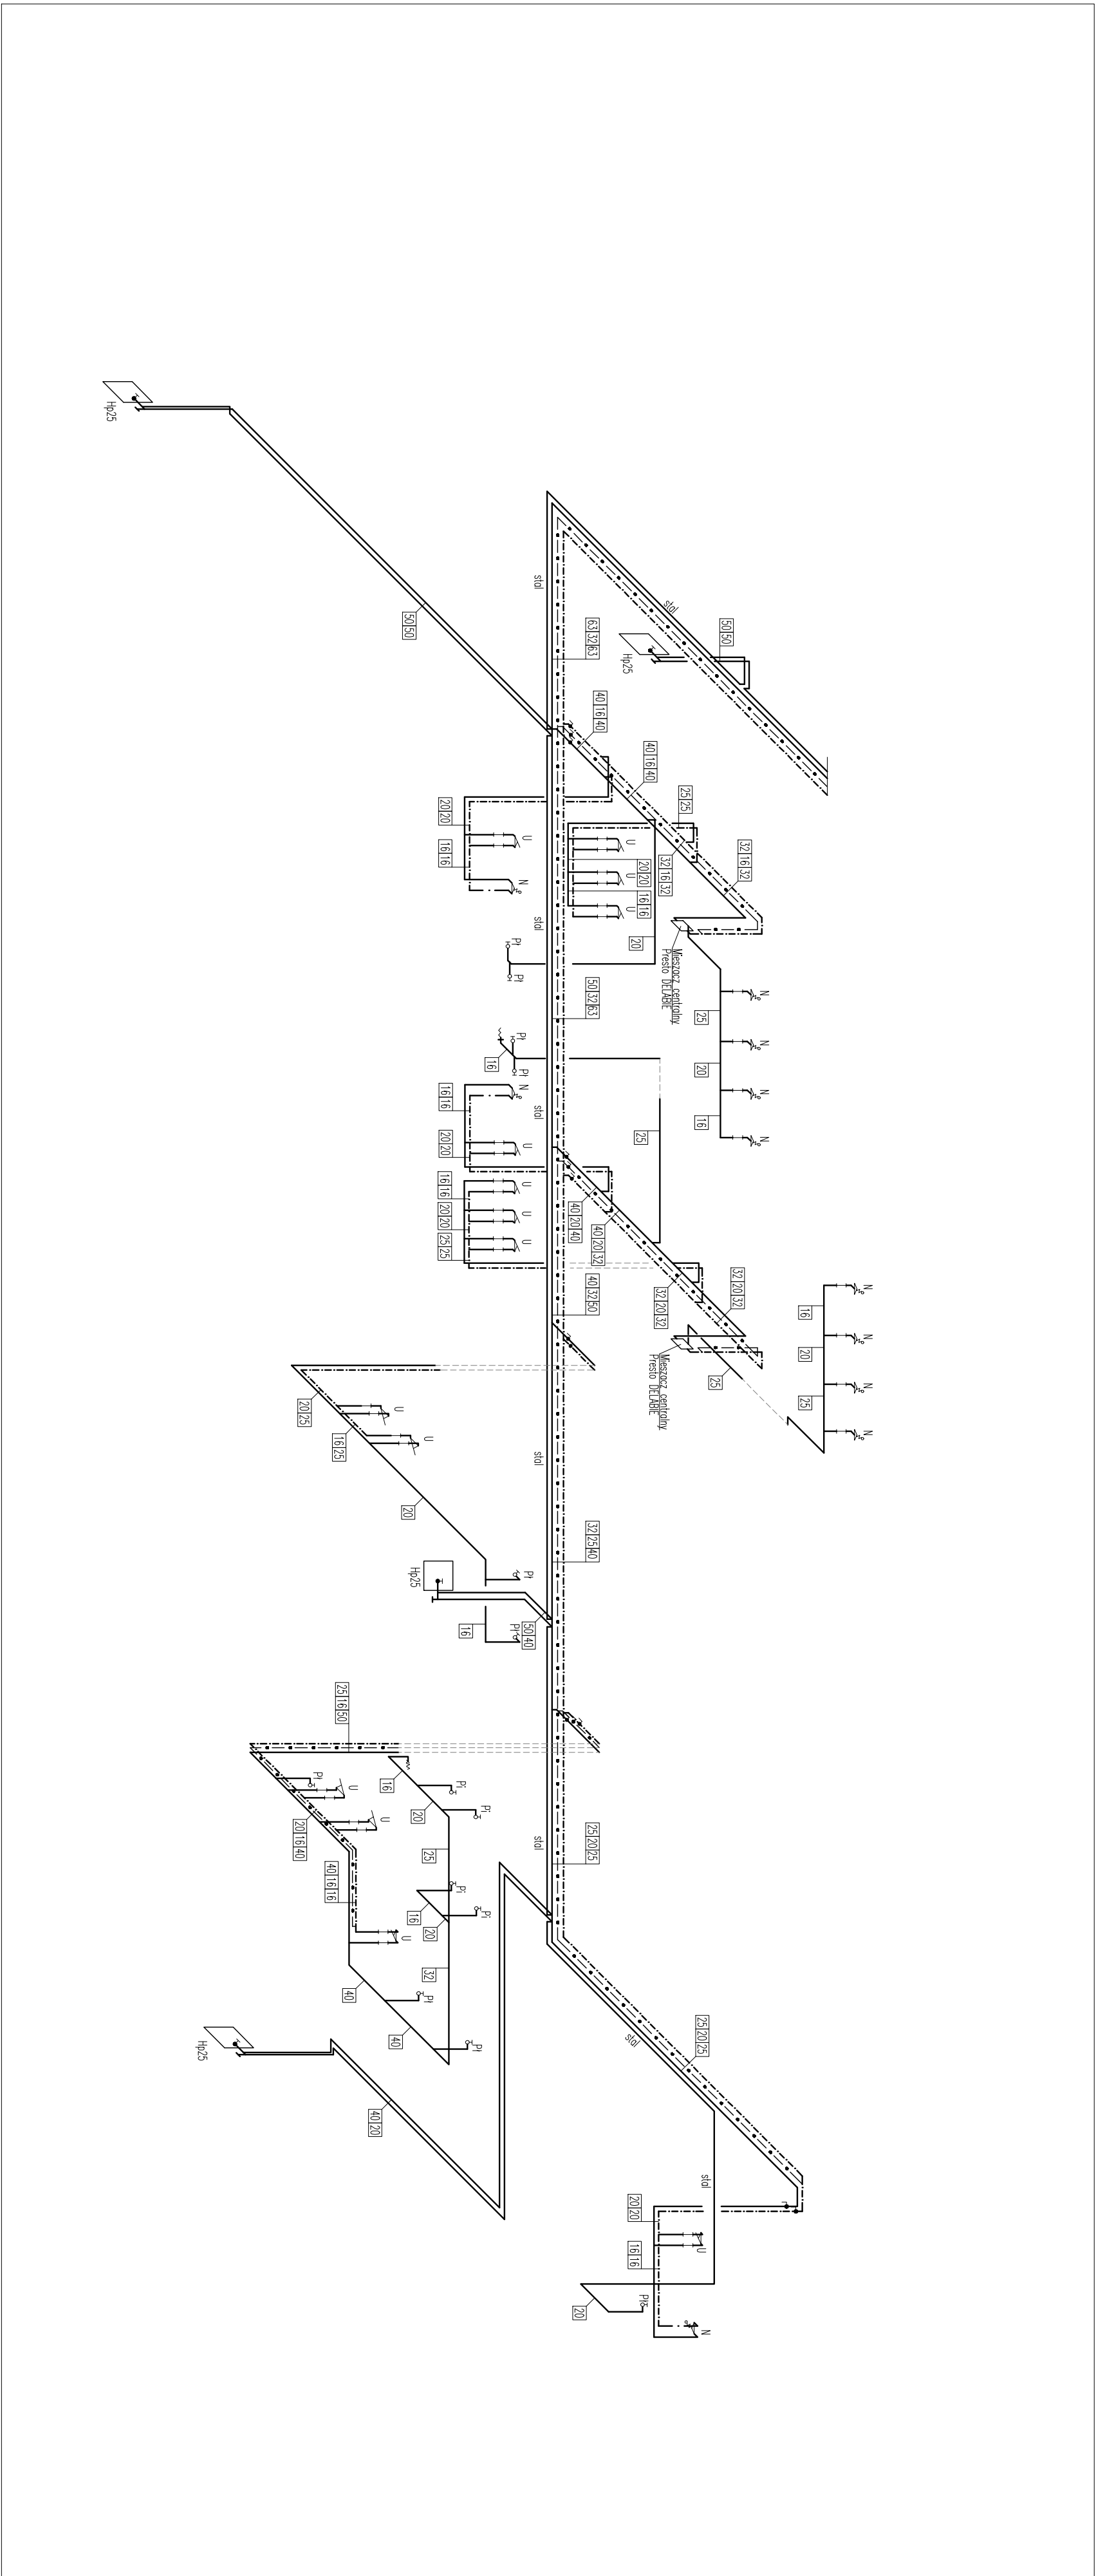 Hp25
50 50
stal
63 32 63
stal
50 50
Hp25
40 16 40
40 16 40
25 25
32 16 32
32 16 32
20 20
16 16
U
N
U
U
U
20 20
16 16
20
stal
Pł
Pł
Mieszacz centralny
Presto DELABIE
N
N
N
N
25
20
16
50 32 63
Pł
Pł
16
25
stal
N
U
16 16
20 20
U
U
U
16 16
20 20
25 25
40 20 40
40 20 32
32 20 32
32 20 32
Mieszacz centralny
Presto DELABIE
25
N
N
N
N
16
20
25
40 32 50
20 25
U
16 25
U
20
stal
32 25 40
Pł
Hp25
50 40
Pł
16
25 16 50
16
Pł
U
U
20 16 40
40 16 16
U
Pi
20
Pi
25
Pi
16
Pi
20
32
40
Pł
40
Pł
stal
25 20 25
Hp25
40 20
25 20 25
stal
stal
20 20
16 16
U
Pł
20
N